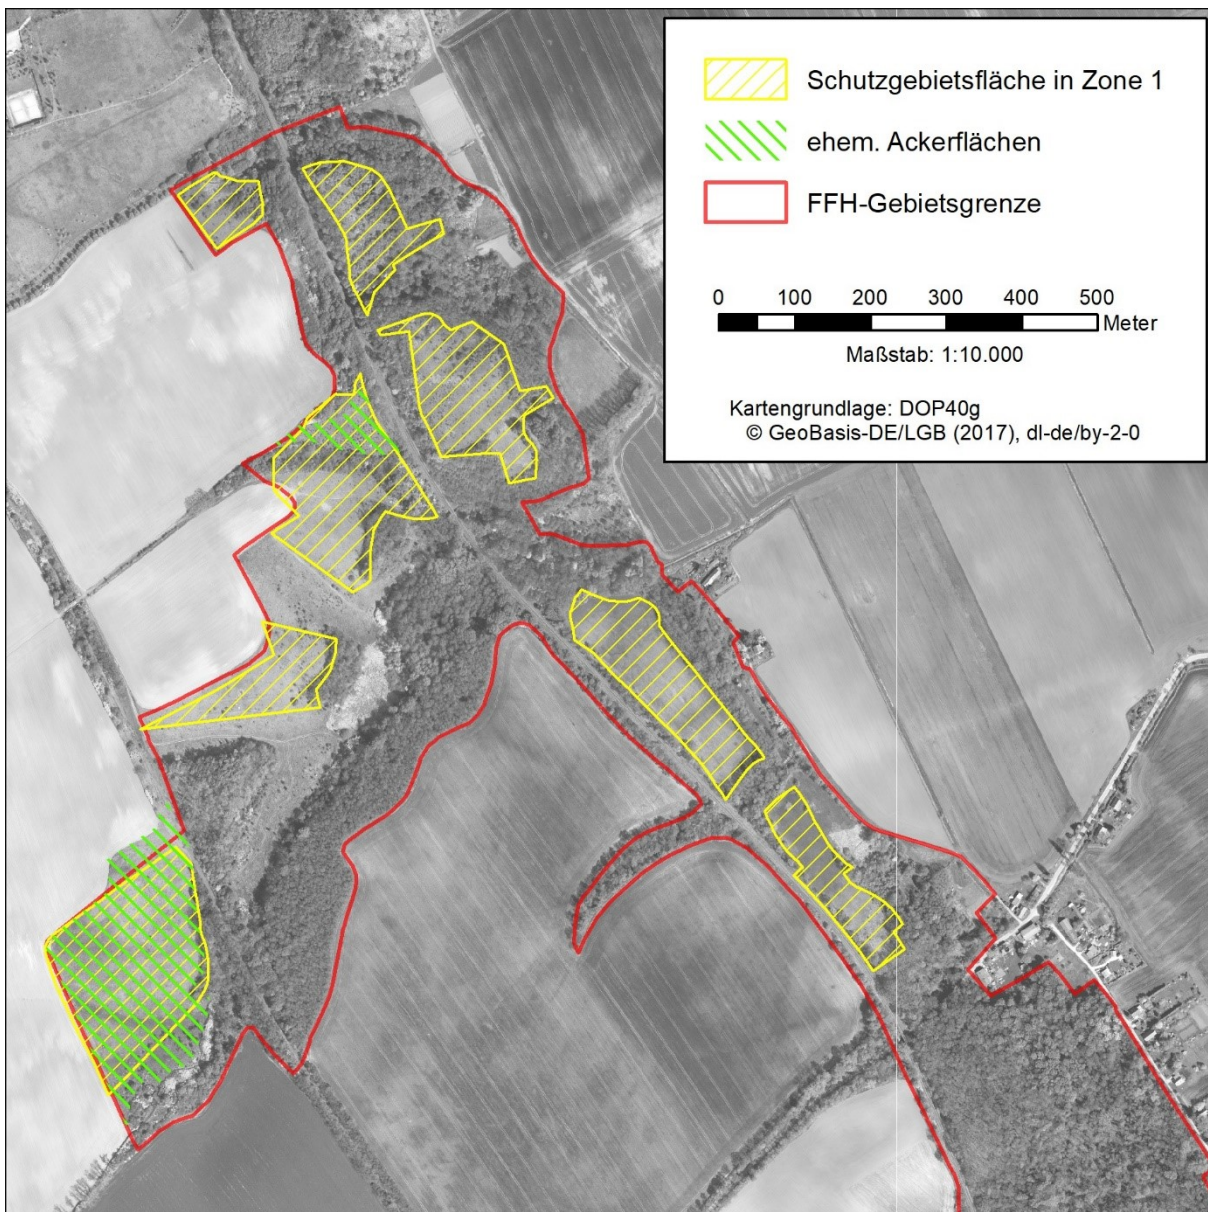 Schutzgebietsfläche in Zone 1
ehem. Ackerflächen
FFH-Gebietsgrenze
0 100 200 300 400 500
Meter
Maßstab: 1:10.000
Kartengrundlage: DOP40g
© GeoBasis-DE/LGB (2017), dl-de/by-2-0